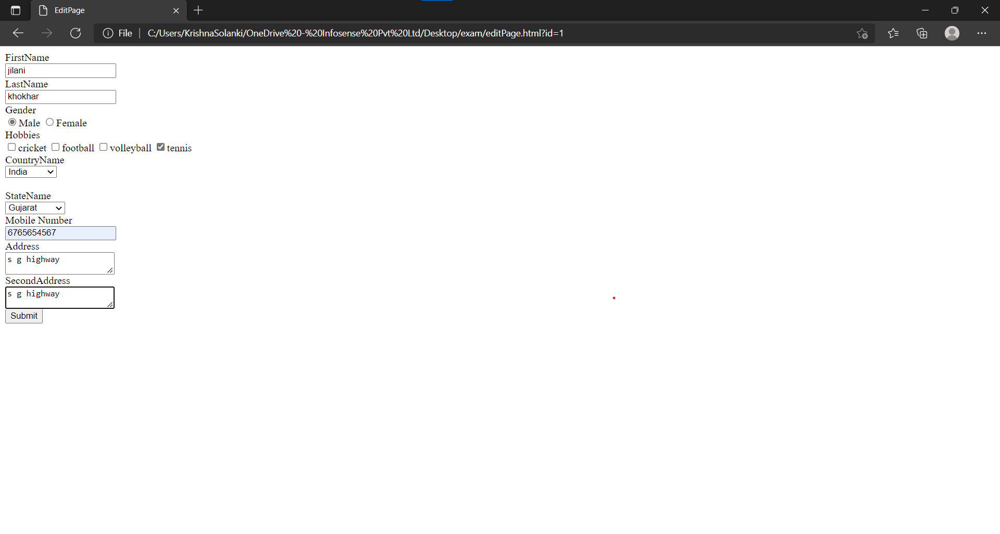 EditPage
File C:/Users/KrishnaSolanki/OneDrive%20-%20Infosense%20Pvt%20Ltd/Desktop/exam/editPage.html?id=1
FirstName
jilani
LastName
khokhar
Gender
Male Female
Hobbies
cricket football volleyball tennis
CountryName
India
StateName
Gujarat
Mobile Number
6765654567
Address
s g highway
SecondAddress
s g highway
Submit